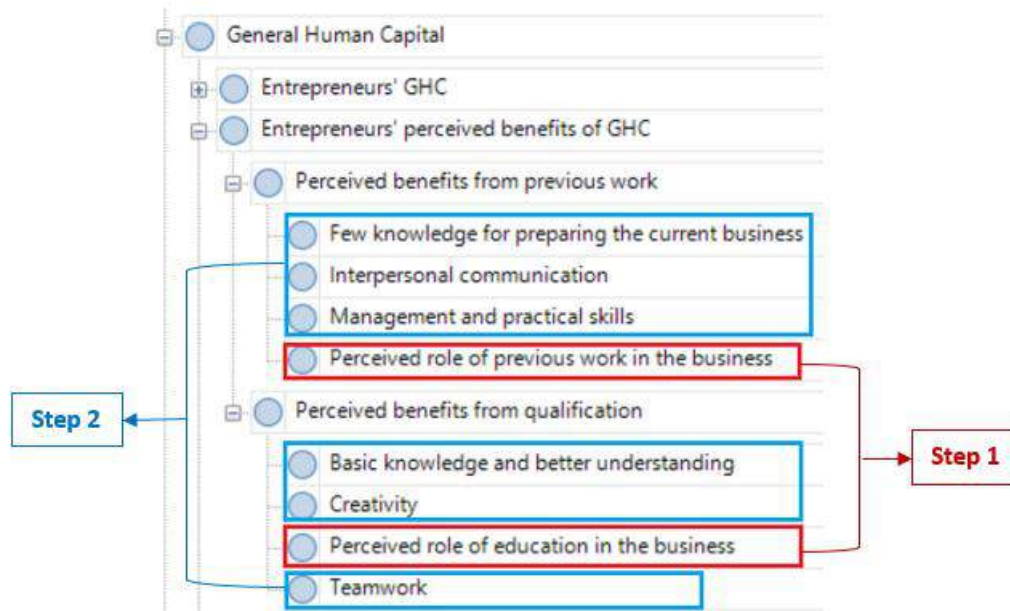 General Human Capital
Entrepreneurs' GHC
Entrepreneurs' perceived benefits of GHC
Perceived benefits from previous work
Few knowledge for preparing the current business
Interpersonal communication
Management and practical skills
Perceived role of previous work in the business
Perceived benefits from qualification
Step 2
Basic knowledge and better understanding
Step 1
Creativity
Perceived role of education in the business
Teamwork